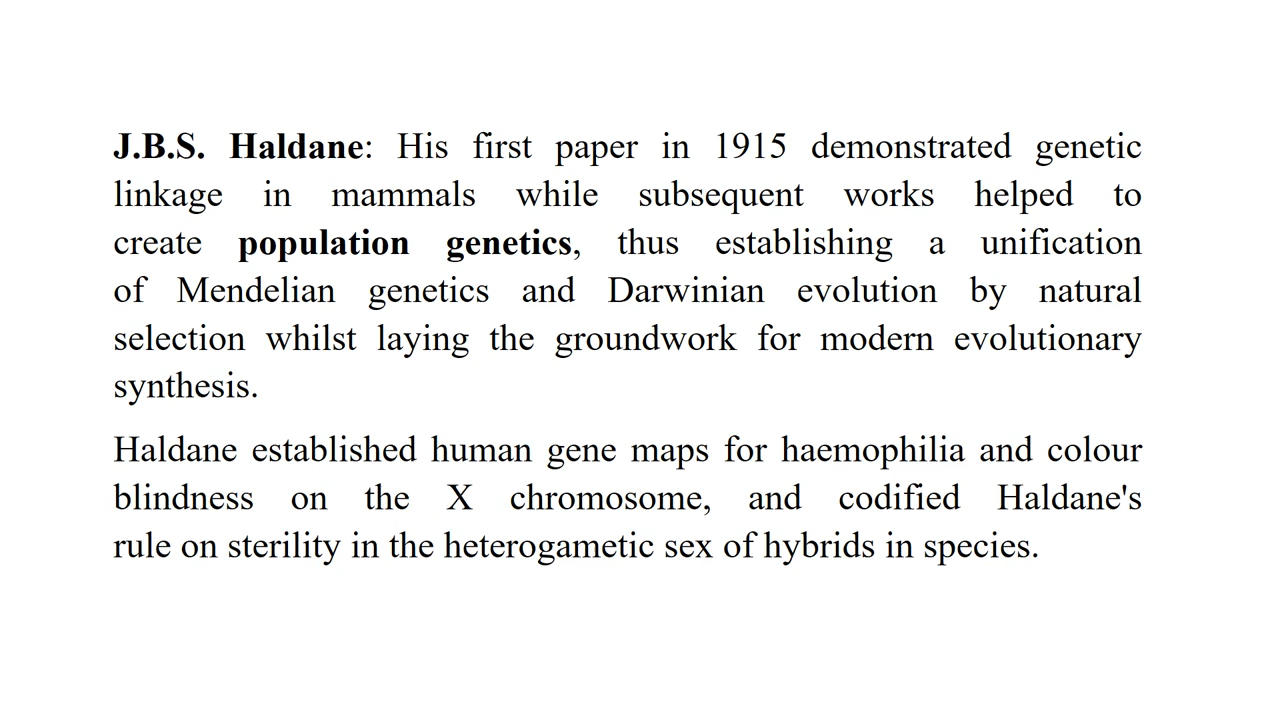 J.B.S. Haldane: His first paper in 1915 demonstrated genetic
linkage in mammals while subsequent works helped to
create population genetics, thus establishing a unification
of Mendelian genetics and Darwinian evolution by natural
selection whilst laying the groundwork for modern evolutionary
synthesis.
Haldane established human gene maps for haemophilia and colour
blindness on the X chromosome, and codified Haldane's
rule on sterility in the heterogametic sex of hybrids in species.